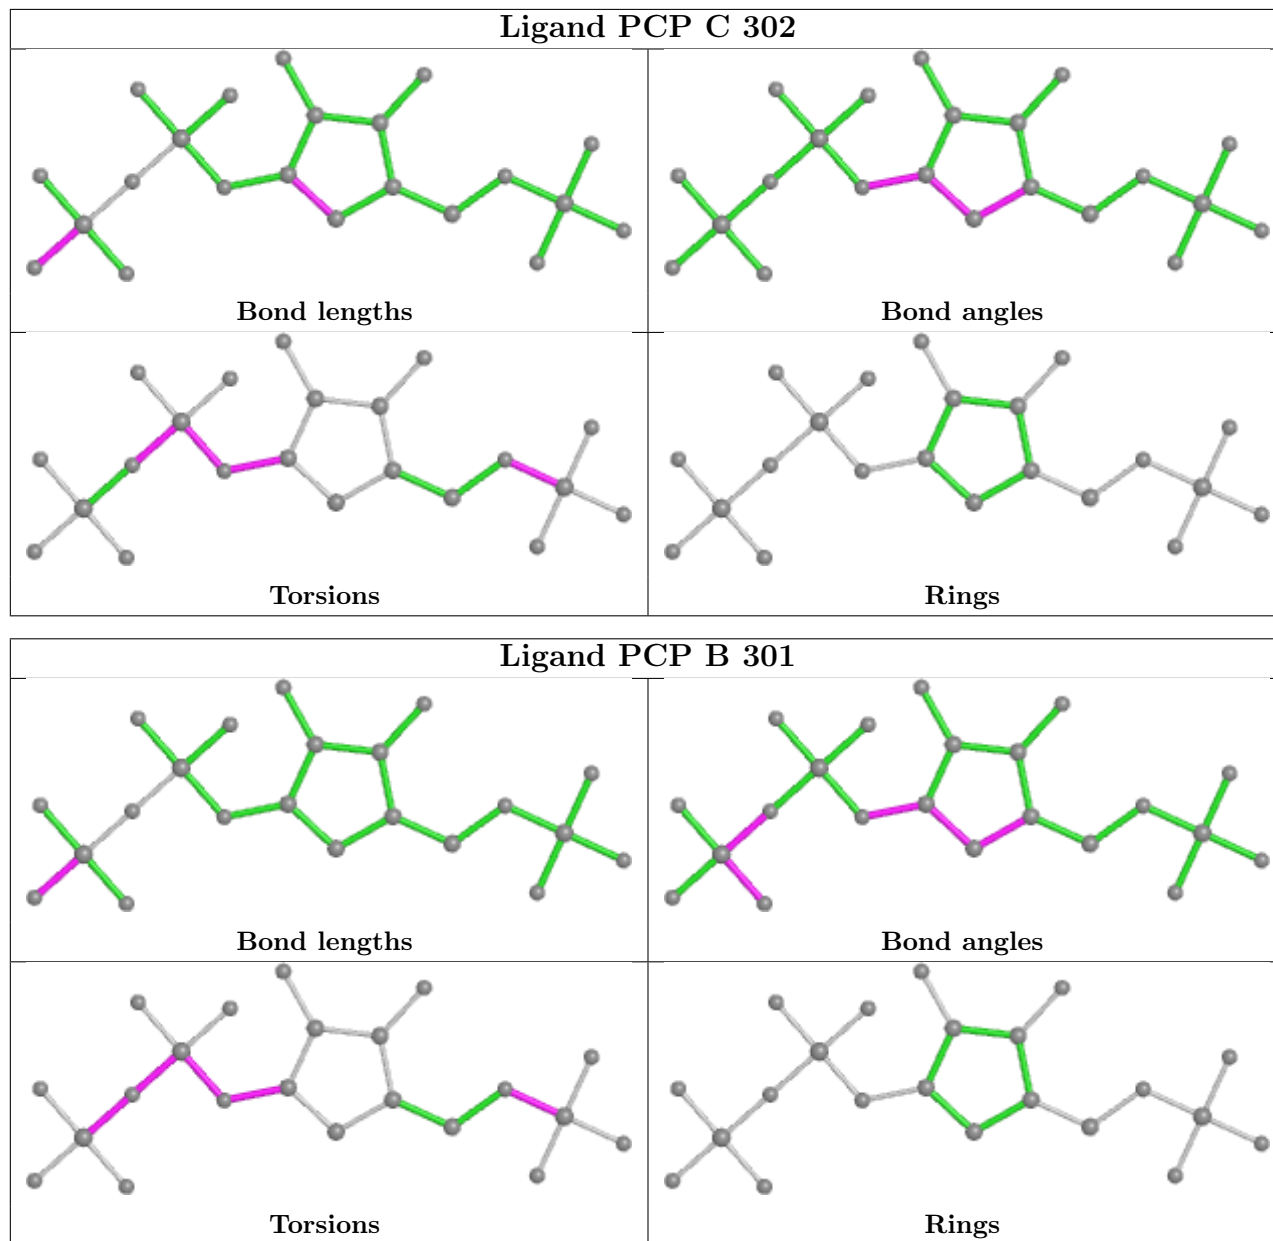 Ligand PCP C 302
Bond lengths
Bond angles
Torsions
Rings
Ligand PCP B 301
Bond lengths
Bond angles
Torsions
Rings